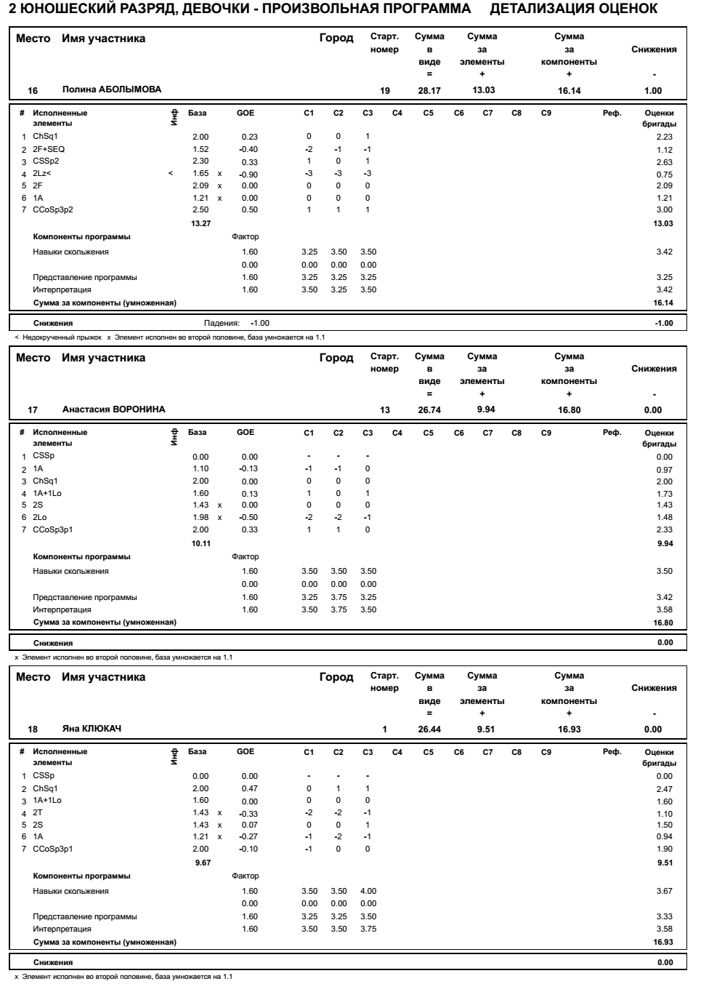 2 ЮНОШЕСКИЙ РАЗРЯД, ДЕВОЧКИ - ПРОИЗВОЛЬНАЯ ПРОГРАММА ДЕТАЛИЗАЦИЯ ОЦЕНОК
Место Имя участника Город Старт. Сумма Сумма Сумма
номер в за за Снижения
виде элементы компоненты
= + + -
16 Полина АБОЛЫМОВА 19 28.17 13.03 16.14 1.00
# Исполненные Инф База GOE C1 C2 C3 C4 C5 C6 C7 C8 C9 Реф. Оценки
элементы бригады
1 ChSq1 2.00 0.23 0 0 1 2.23
2 2F+SEQ 1.52 -0.40 -2 -1 -1 1.12
3 CSSp2 2.30 0.33 1 0 1 2.63
4 2Lz< < 1.65 x -0.90 -3 -3 -3 0.75
5 2F 2.09 x 0.00 0 0 0 2.09
6 1A 1.21 x 0.00 0 0 0 1.21
7 CCoSp3p2 2.50 0.50 1 1 1 3.00
13.27 13.03
Компоненты программы Фактор
Навыки скольжения 1.60 3.25 3.50 3.50 3.42
0.00 0.00 0.00 0.00
Представление программы 1.60 3.25 3.25 3.25 3.25
Интерпретация 1.60 3.50 3.25 3.50 3.42
Сумма за компоненты (умноженная) 16.14
Снижения Падения: -1.00 -1.00
< Недокрученный прыжок x Элемент исполнен во второй половине, база умножается на 1.1
Место Имя участника Город Старт. Сумма Сумма Сумма
номер в за за Снижения
виде элементы компоненты
= + + -
17 Анастасия ВОРОНИНА 13 26.74 9.94 16.80 0.00
# Исполненные Инф База GOE C1 C2 C3 C4 C5 C6 C7 C8 C9 Реф. Оценки
элементы бригады
1 CSSp 0.00 0.00 - - - 0.00
2 1A 1.10 -0.13 -1 -1 0 0.97
3 ChSq1 2.00 0.00 0 0 0 2.00
4 1A+1Lo 1.60 0.13 1 0 1 1.73
5 2S 1.43 x 0.00 0 0 0 1.43
6 2Lo 1.98 x -0.50 -2 -2 -1 1.48
7 CCoSp3p1 2.00 0.33 1 1 0 2.33
10.11 9.94
Компоненты программы Фактор
Навыки скольжения 1.60 3.50 3.50 3.50 3.50
0.00 0.00 0.00 0.00
Представление программы 1.60 3.25 3.75 3.25 3.42
Интерпретация 1.60 3.50 3.75 3.50 3.58
Сумма за компоненты (умноженная) 16.80
Снижения 0.00
x Элемент исполнен во второй половине, база умножается на 1.1
Место Имя участника Город Старт. Сумма Сумма Сумма
номер в за за Снижения
виде элементы компоненты
= + + -
18 Яна КЛЮКАЧ 1 26.44 9.51 16.93 0.00
# Исполненные Инф База GOE C1 C2 C3 C4 C5 C6 C7 C8 C9 Реф. Оценки
элементы бригады
1 CSSp 0.00 0.00 - - - 0.00
2 ChSq1 2.00 0.47 0 1 1 2.47
3 1A+1Lo 1.60 0.00 0 0 0 1.60
4 2T 1.43 x -0.33 -2 -2 -1 1.10
5 2S 1.43 x 0.07 0 0 1 1.50
6 1A 1.21 x -0.27 -1 -2 -1 0.94
7 CCoSp3p1 2.00 -0.10 -1 0 0 1.90
9.67 9.51
Компоненты программы Фактор
Навыки скольжения 1.60 3.50 3.50 4.00 3.67
0.00 0.00 0.00 0.00
Представление программы 1.60 3.25 3.25 3.50 3.33
Интерпретация 1.60 3.50 3.50 3.75 3.58
Сумма за компоненты (умноженная) 16.93
Снижения 0.00
x Элемент исполнен во второй половине, база умножается на 1.1